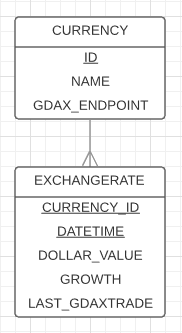 CURRENCY
ID
NAME
GDAX_ENDPOINT
EXCHANGERATE
CURRENCY_ID
DATETIME
DOLLAR_VALUE
GROWTH
LAST_GDAXTRADE